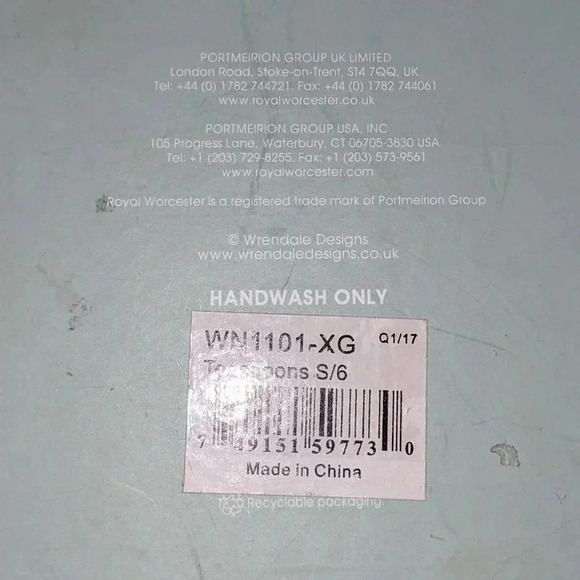 PORTMEIRION GROUP UK LIMITED
London Road, Stoke-on-Trent, ST4 7QQ, UK.
Tel: +44 (0) 1782 744721. Fax: +44 (0) 1782 744061
www.royalworcester.co.uk
PORTMEIRION GROUP USA, INC
105 Progress Lane, Waterbury, CT 06705-3830 USA
Tel: +1 (203) 729-8255. Fax: +1 (203) 573-9561
www.royalworcester.com
Royal Worcester is a registered trade mark of Portmeirion Group
© Wrendale Designs
www.wrendaledesigns.co.uk
HANDWASH ONLY
WN1101-XG Q1/17
Teaspoons S/6
7 49151 59773 0
Made in China
Recyclable packaging